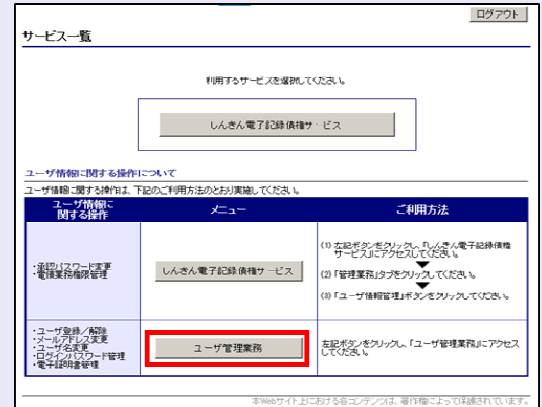 ログアウト
サービス一覧
利用するサービスを選択してください。
しんきん電子記録債権サービス
ユーザ情報に関する操作について
ユーザ情報に関する操作は、下記のご利用方法のとおり実施してください。
ユーザ情報に
関する操作
メニュー
ご利用方法
・承認パスワード変更
・電債業務権限管理
しんきん電子記録債権サービス
(1) 左記ボタンをクリックし、「しんきん電子記録債権
サービス」にアクセスしてください。
(2) 「管理業務」タブをクリックしてください。
(3) 「ユーザ情報管理」ボタンをクリックしてください。
・ユーザ登録／解除
・メールアドレス変更
・ユーザ名変更
・ログインパスワード管理
・電子証明書管理
ユーザ管理業務
左記ボタンをクリックし、「ユーザ管理業務」にアクセス
してください。
本Webサイト上における各コンテンツは、著作権によって保護されています。